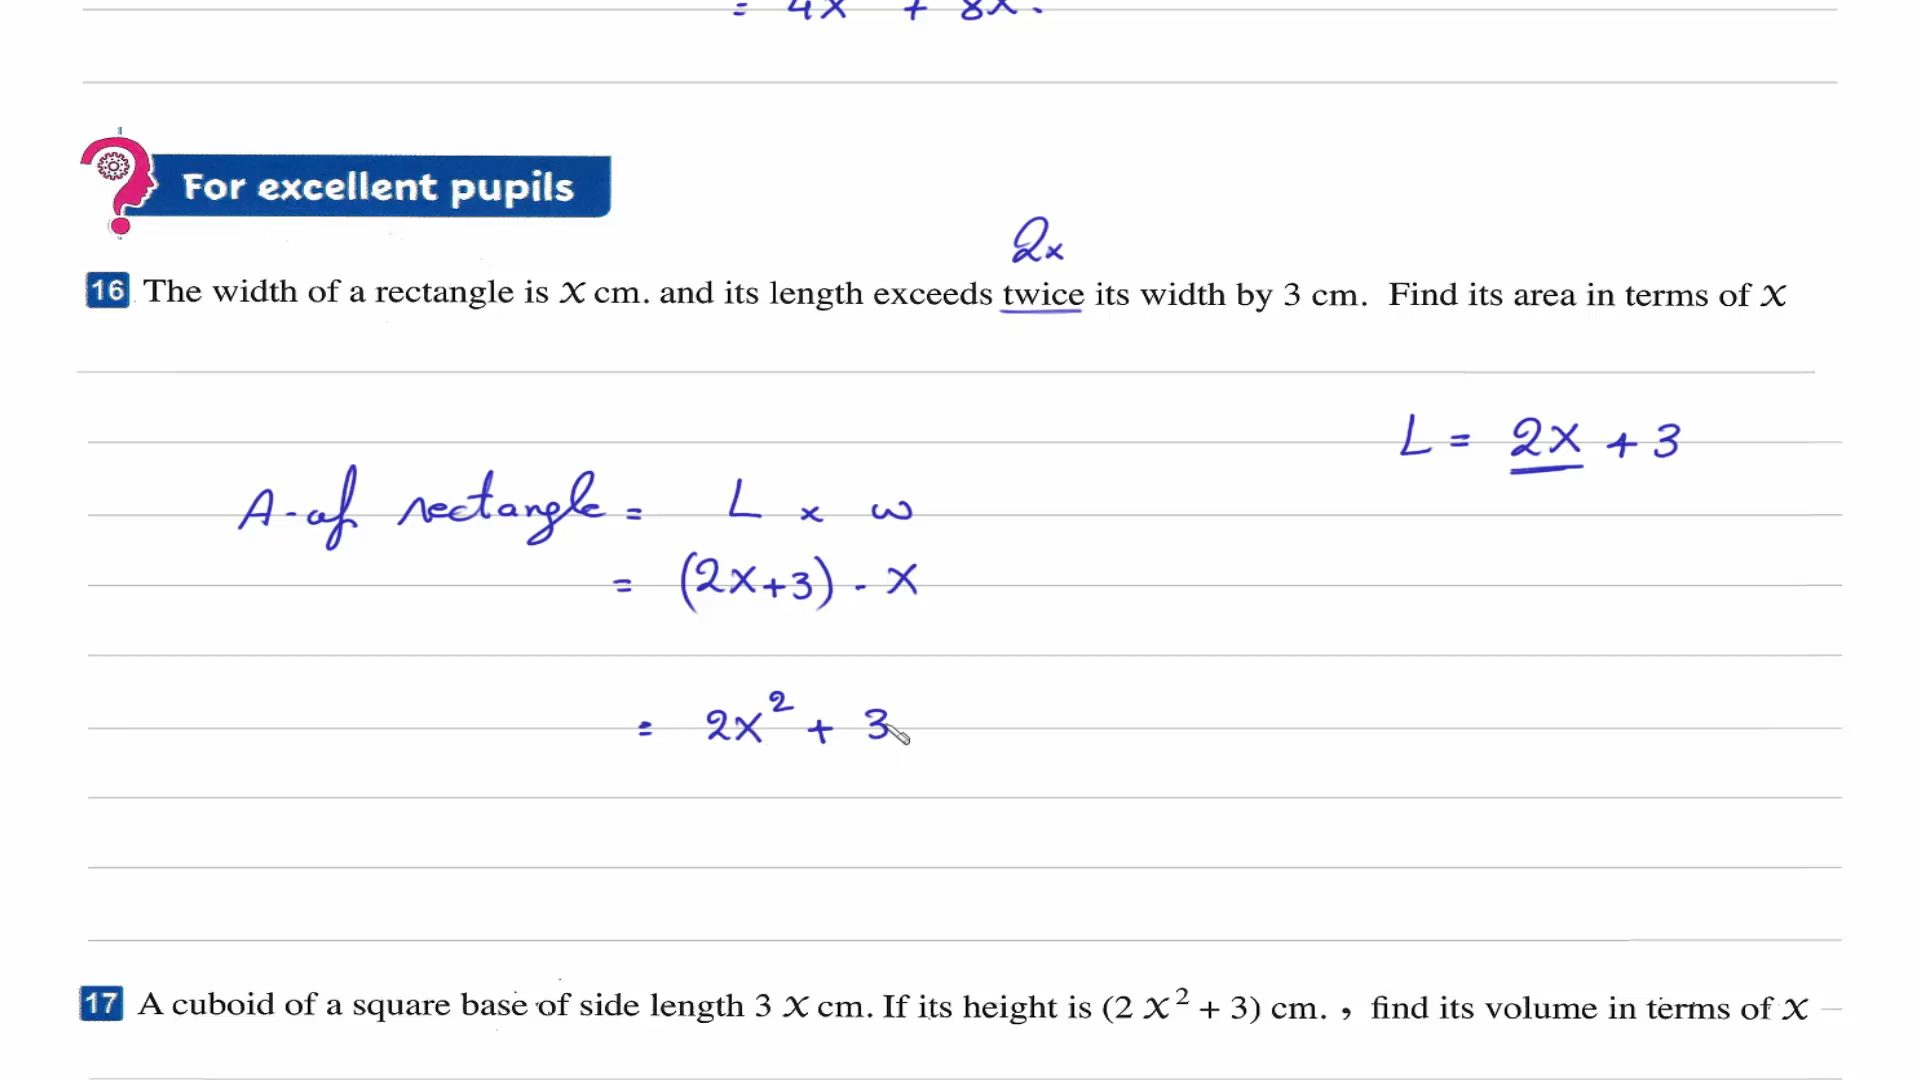 = 4x + 8x.
For excellent pupils
2x
16 The width of a rectangle is X cm. and its length exceeds twice its width by 3 cm. Find its area in terms of X
L = 2x + 3
A. of rectangle = L × w
= (2x+3) . x
= 2x² + 3
17 A cuboid of a square base of side length 3 X cm. If its height is (2 X² + 3) cm. , find its volume in terms of X